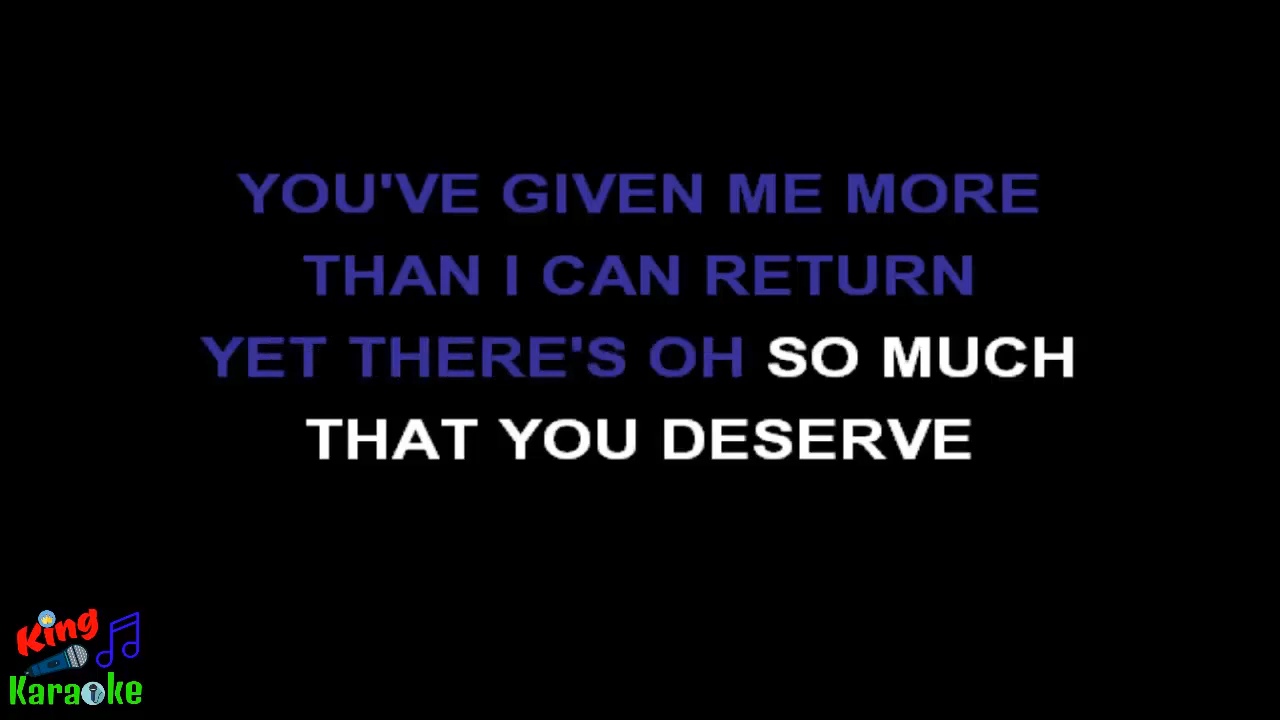 YOU'VE GIVEN ME MORE
THAN I CAN RETURN
YET THERE'S OH SO MUCH
THAT YOU DESERVE
King
Karaoke